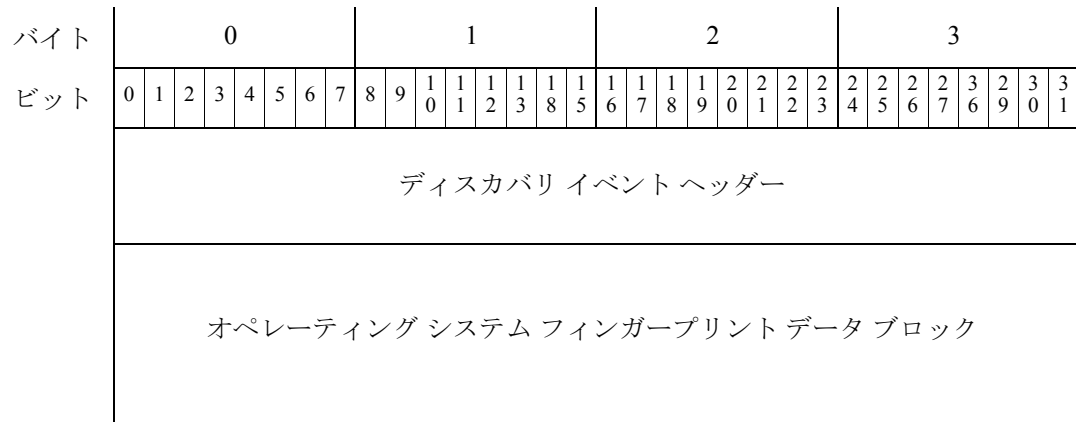 バイト 0 1 2 3
ビット 0 1 2 3 4 5 6 7 8 9 10 11 12 13 18 15 16 17 18 19 20 21 22 23 24 25 26 27 36 29 30 31
ディスカバリ イベント ヘッダー
オペレーティング システム フィンガープリント データ ブロック